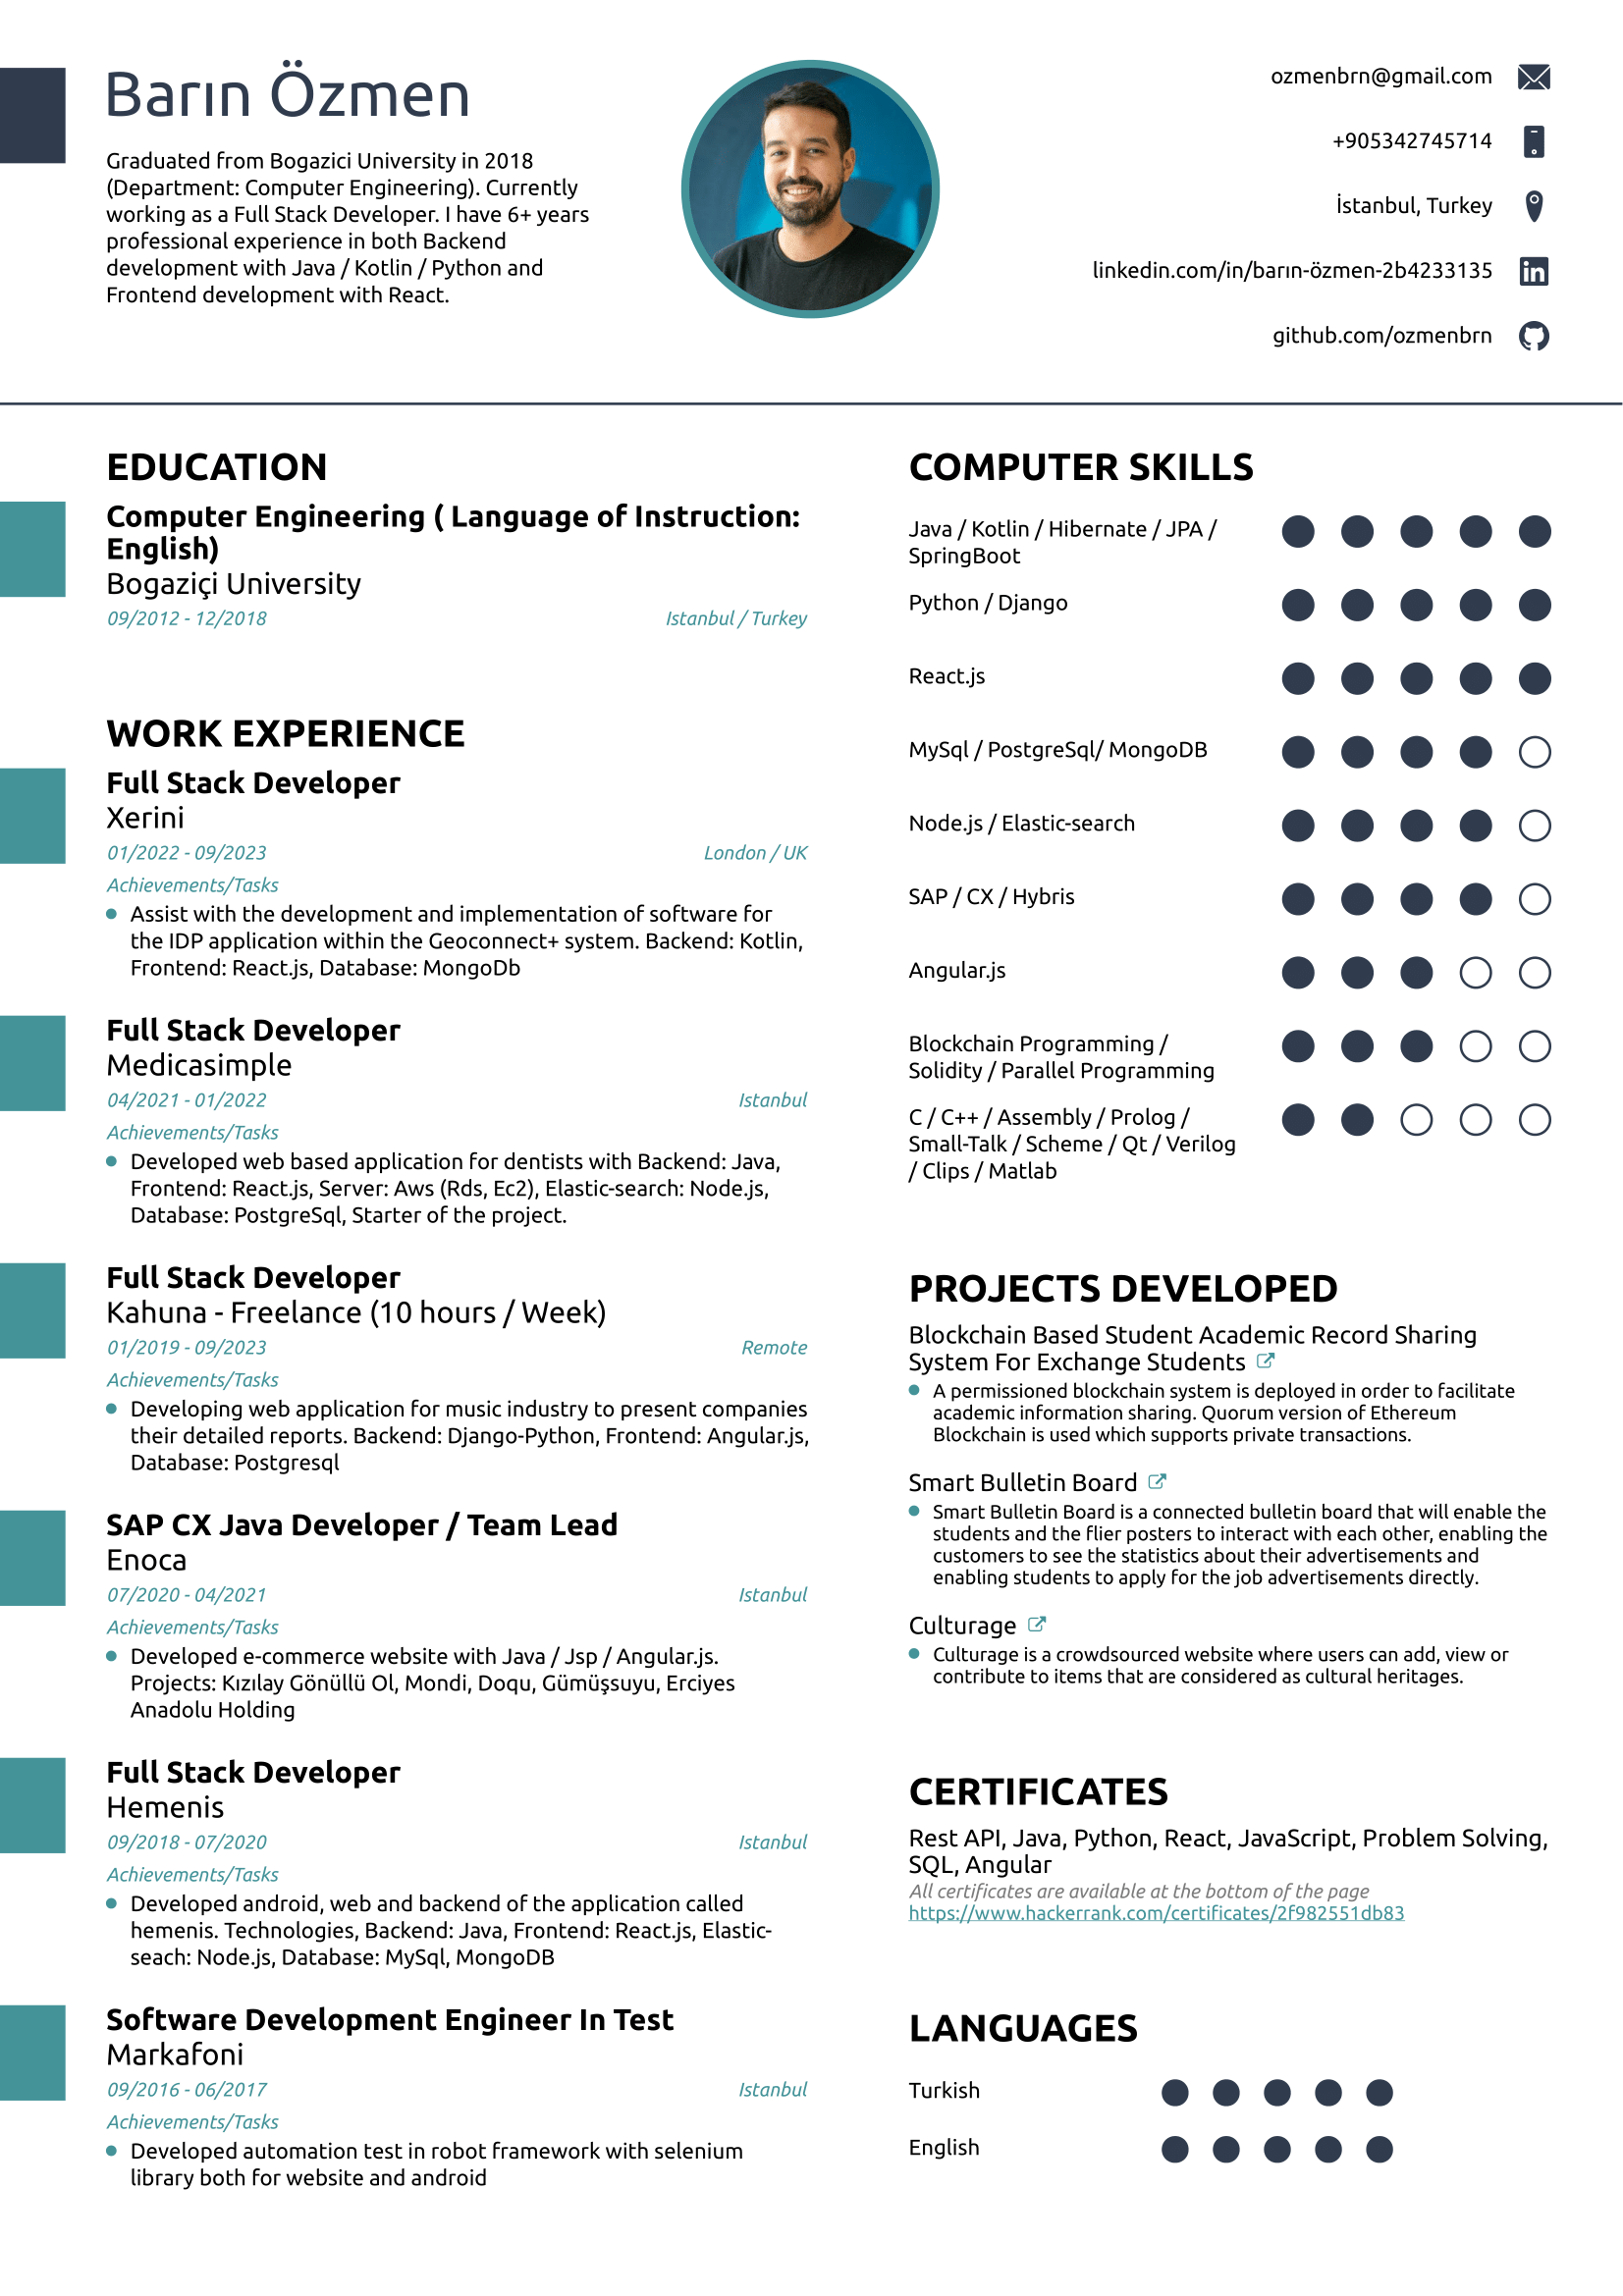 Barın Özmen
Graduated from Bogazici University in 2018
(Department: Computer Engineering). Currently
working as a Full Stack Developer. I have 6+ years
professional experience in both Backend
development with Java / Kotlin / Python and
Frontend development with React.
ozmenbrn@gmail.com
+905342745714
İstanbul, Turkey
linkedin.com/in/barın-özmen-2b4233135
github.com/ozmenbrn
EDUCATION
Computer Engineering ( Language of Instruction:
English)
Bogaziçi University
09/2012 - 12/2018 Istanbul / Turkey
WORK EXPERIENCE
Full Stack Developer
Xerini
01/2022 - 09/2023 London / UK
Achievements/Tasks
Assist with the development and implementation of software for
the IDP application within the Geoconnect+ system. Backend: Kotlin,
Frontend: React.js, Database: MongoDb
Full Stack Developer
Medicasimple
04/2021 - 01/2022 Istanbul
Achievements/Tasks
Developed web based application for dentists with Backend: Java,
Frontend: React.js, Server: Aws (Rds, Ec2), Elastic-search: Node.js,
Database: PostgreSql, Starter of the project.
Full Stack Developer
Kahuna - Freelance (10 hours / Week)
01/2019 - 09/2023 Remote
Achievements/Tasks
Developing web application for music industry to present companies
their detailed reports. Backend: Django-Python, Frontend: Angular.js,
Database: Postgresql
SAP CX Java Developer / Team Lead
Enoca
07/2020 - 04/2021 Istanbul
Achievements/Tasks
Developed e-commerce website with Java / Jsp / Angular.js.
Projects: Kızılay Gönüllü Ol, Mondi, Doqu, Gümüşsuyu, Erciyes
Anadolu Holding
Full Stack Developer
Hemenis
09/2018 - 07/2020 Istanbul
Achievements/Tasks
Developed android, web and backend of the application called
hemenis. Technologies, Backend: Java, Frontend: React.js, Elastic-
seach: Node.js, Database: MySql, MongoDB
Software Development Engineer In Test
Markafoni
09/2016 - 06/2017 Istanbul
Achievements/Tasks
Developed automation test in robot framework with selenium
library both for website and android
COMPUTER SKILLS
Java / Kotlin / Hibernate / JPA /
SpringBoot
Python / Django
React.js
MySql / PostgreSql/ MongoDB
Node.js / Elastic-search
SAP / CX / Hybris
Angular.js
Blockchain Programming /
Solidity / Parallel Programming
C / C++ / Assembly / Prolog /
Small-Talk / Scheme / Qt / Verilog
/ Clips / Matlab
PROJECTS DEVELOPED
Blockchain Based Student Academic Record Sharing
System For Exchange Students
A permissioned blockchain system is deployed in order to facilitate
academic information sharing. Quorum version of Ethereum
Blockchain is used which supports private transactions.
Smart Bulletin Board
Smart Bulletin Board is a connected bulletin board that will enable the
students and the flier posters to interact with each other, enabling the
customers to see the statistics about their advertisements and
enabling students to apply for the job advertisements directly.
Culturage
Culturage is a crowdsourced website where users can add, view or
contribute to items that are considered as cultural heritages.
CERTIFICATES
Rest API, Java, Python, React, JavaScript, Problem Solving,
SQL, Angular
All certificates are available at the bottom of the page
https://www.hackerrank.com/certificates/2f982551db83
LANGUAGES
Turkish
English